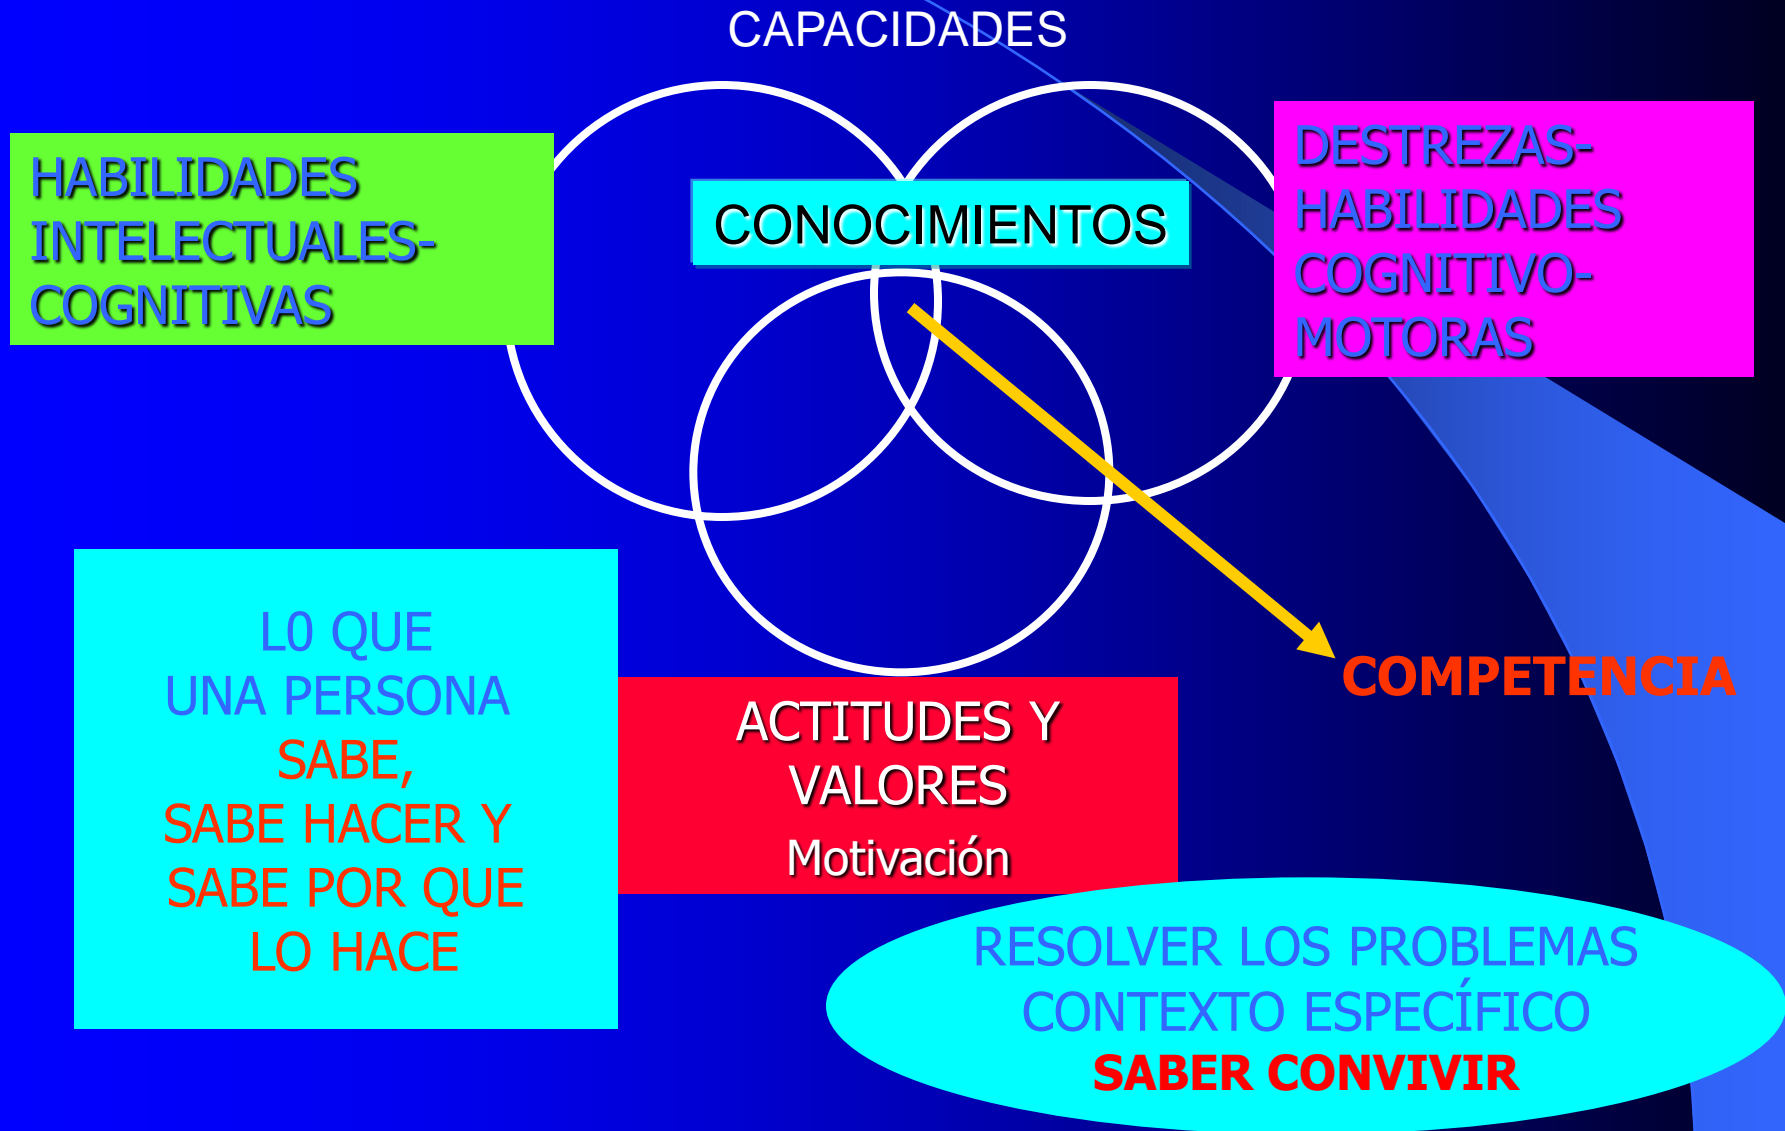 CAPACIDADES
HABILIDADES
INTELECTUALES-
COGNITIVAS
CONOCIMIENTOS
DESTREZAS-
HABILIDADES
COGNITIVO-
MOTORAS
L0 QUE
UNA PERSONA
SABE,
SABE HACER Y
SABE POR QUE
LO HACE
ACTITUDES Y
VALORES
Motivación
COMPETENCIA
RESOLVER LOS PROBLEMAS
CONTEXTO ESPECÍFICO
SABER CONVIVIR